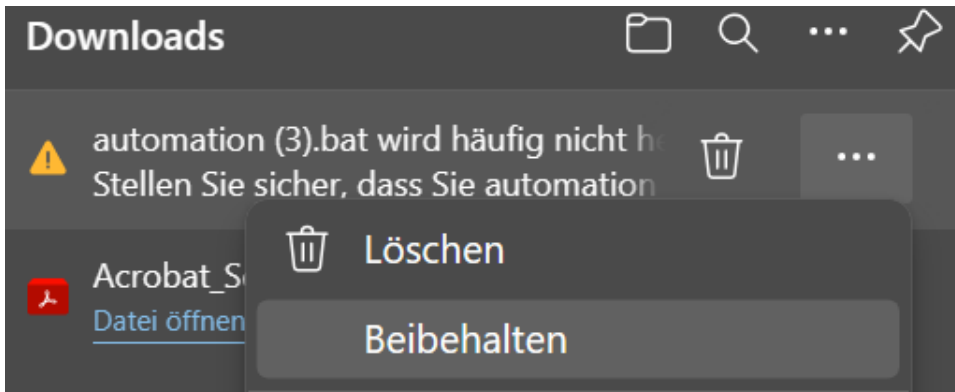 Downloads
automation (3).bat wird häufig nicht
Stellen Sie sicher, dass Sie automation
Löschen
Acrobat_S
Datei öffnen
Beibehalten